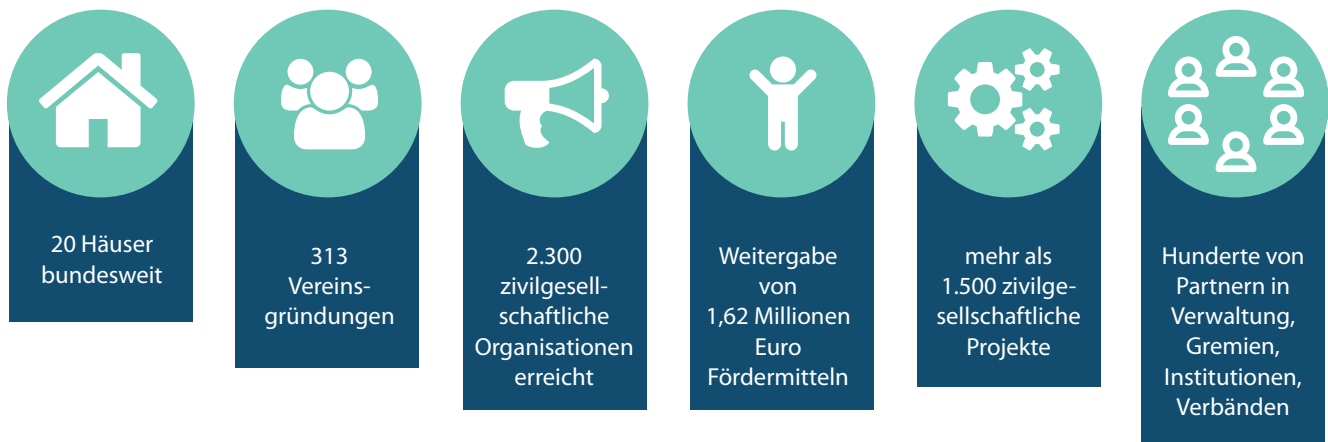 20 Häuser
bundesweit
313
Vereins-
gründungen
2.300
zivilgesell-
schaftliche
Organisationen
erreicht
Weitergabe
von
1,62 Millionen
Euro
Fördermitteln
mehr als
1.500 zivilge-
sellschaftliche
Projekte
Hunderte von
Partnern in
Verwaltung,
Gremien,
Institutionen,
Verbänden